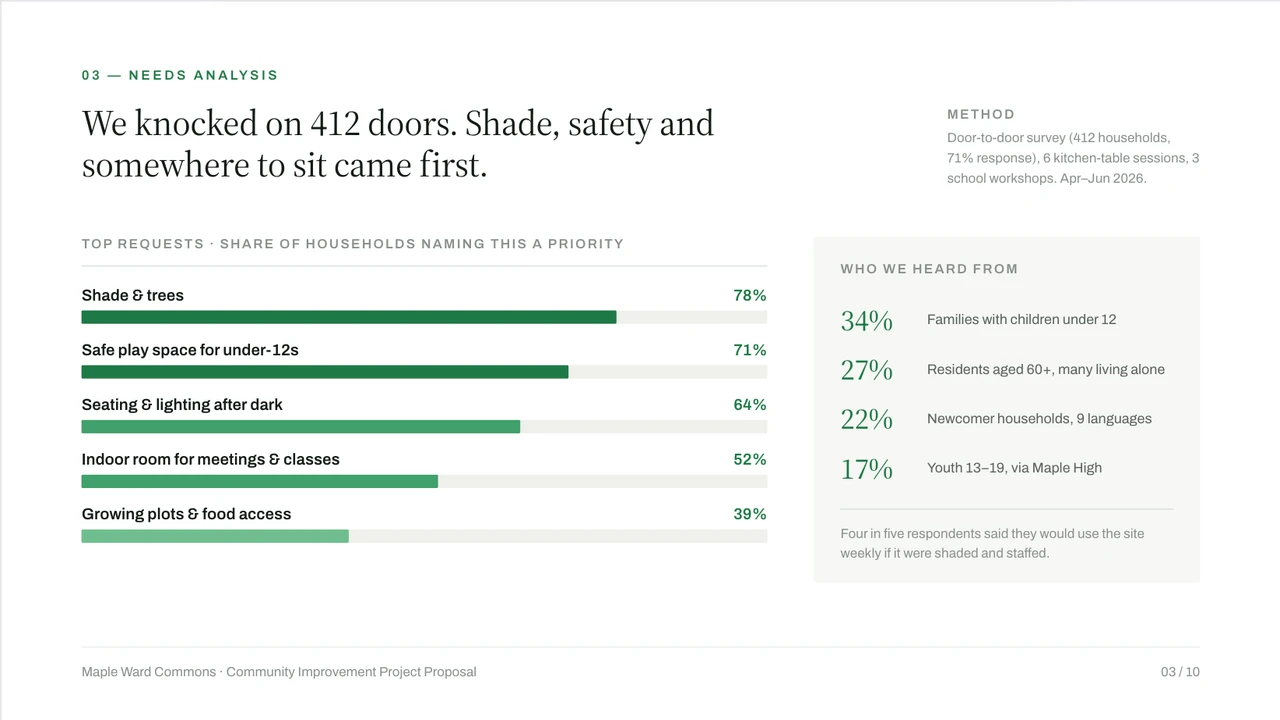 03 — NEEDS ANALYSIS
We knocked on 412 doors. Shade, safety and
somewhere to sit came first.
METHOD
Door-to-door survey (412 households,
71% response), 6 kitchen-table sessions, 3
school workshops. Apr–Jun 2026.
TOP REQUESTS · SHARE OF HOUSEHOLDS NAMING THIS A PRIORITY
Shade & trees 78%
Safe play space for under-12s 71%
Seating & lighting after dark 64%
Indoor room for meetings & classes 52%
Growing plots & food access 39%
WHO WE HEARD FROM
34% Families with children under 12
27% Residents aged 60+, many living alone
22% Newcomer households, 9 languages
17% Youth 13–19, via Maple High
Four in five respondents said they would use the site
weekly if it were shaded and staffed.
Maple Ward Commons · Community Improvement Project Proposal
03 / 10